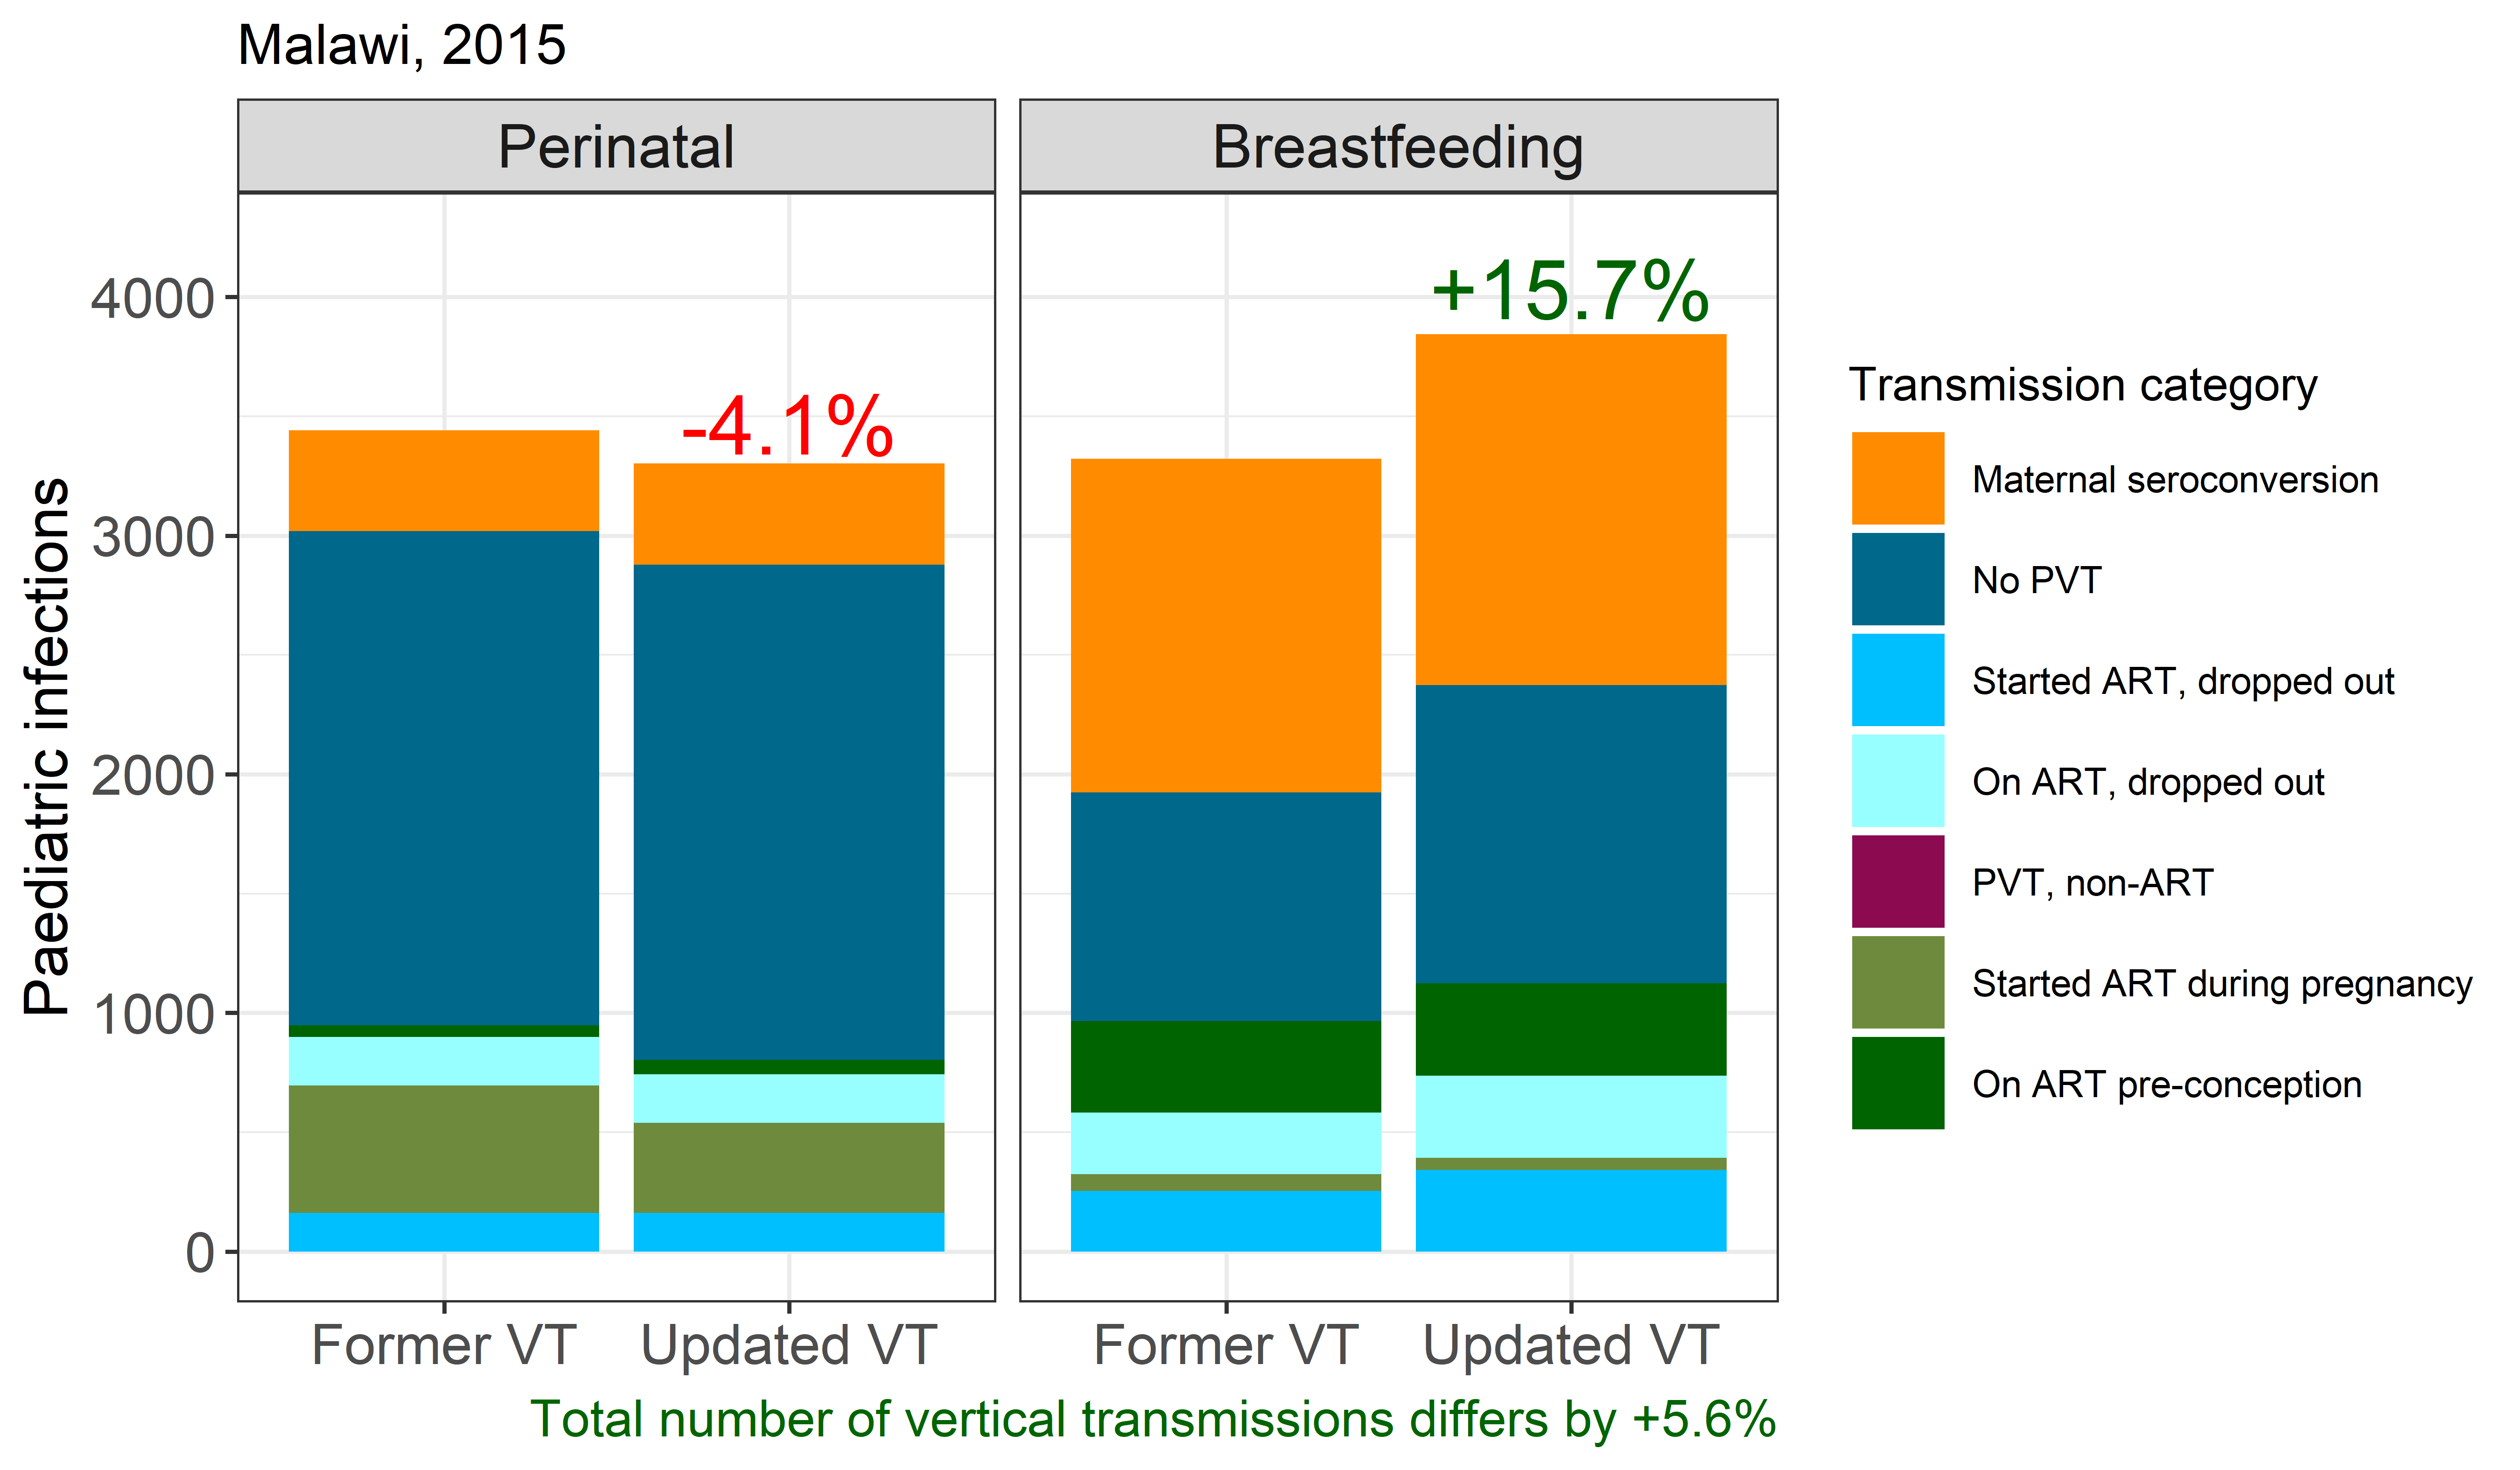 Malawi, 2015
Perinatal
Breastfeeding
Paediatric infections
4000
3000
2000
1000
0
-4.1%
+15.7%
Former VT
Updated VT
Former VT
Updated VT
Total number of vertical transmissions differs by +5.6%
Transmission category
Maternal seroconversion
No PVT
Started ART, dropped out
On ART, dropped out
PVT, non-ART
Started ART during pregnancy
On ART pre-conception